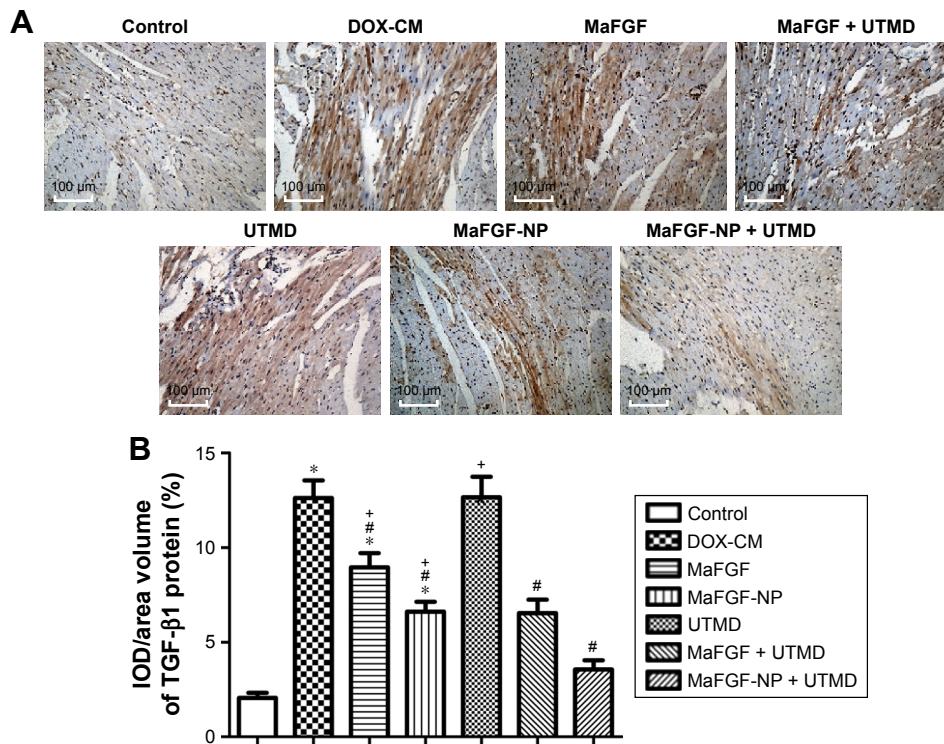 A
Control
DOX-CM
MaFGF
MaFGF + UTMD
100 µm
100 µm
100 µm
100 µm
UTMD
MaFGF-NP
MaFGF-NP + UTMD
100 µm
100 µm
100 µm
B
IOD/area volume
of TGF-β1 protein (%)
15
10
5
0
*
+
#
*
+
#
*
+
#
#
Control
DOX-CM
MaFGF
MaFGF-NP
UTMD
MaFGF + UTMD
MaFGF-NP + UTMD